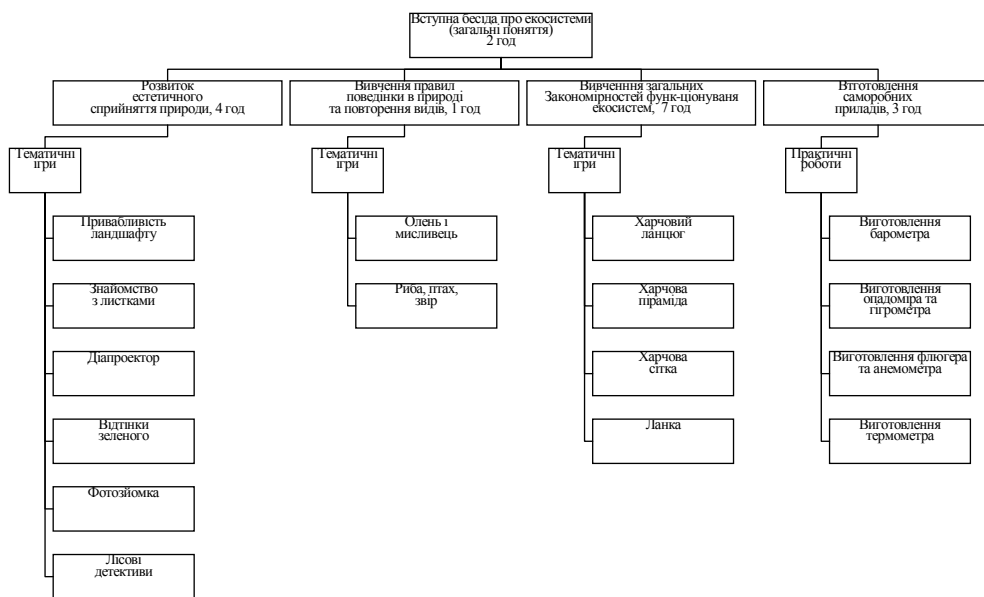 Вступна бесіда про екосистеми
(загальні поняття)
2 год
Розвиток
естетичного
сприйняття природи, 4 год
Вивчення правил
поведінки в природі
та повторення видів, 1 год
Вивченння загальних
Закономірностей функ-ціонуваня
екосистем, 7 год
Втготовлення
саморобних
приладів, 3 год
Тематичні
ігри
Привабливість
ландшафту
Знайомство
з листками
Діапроектор
Відтінки
зеленого
Фотозйомка
Лісові
детективи
Тематичні
ігри
Олень і
мисливець
Риба, птах,
звір
Тематичні
ігри
Харчовий
ланцюг
Харчова
піраміда
Харчова
сітка
Ланка
Практичні
роботи
Виготовлення
барометра
Виготовлення
опадоміра та
гігрометра
Виготовлення флюгера
та анемометра
Виготовлення
термометра